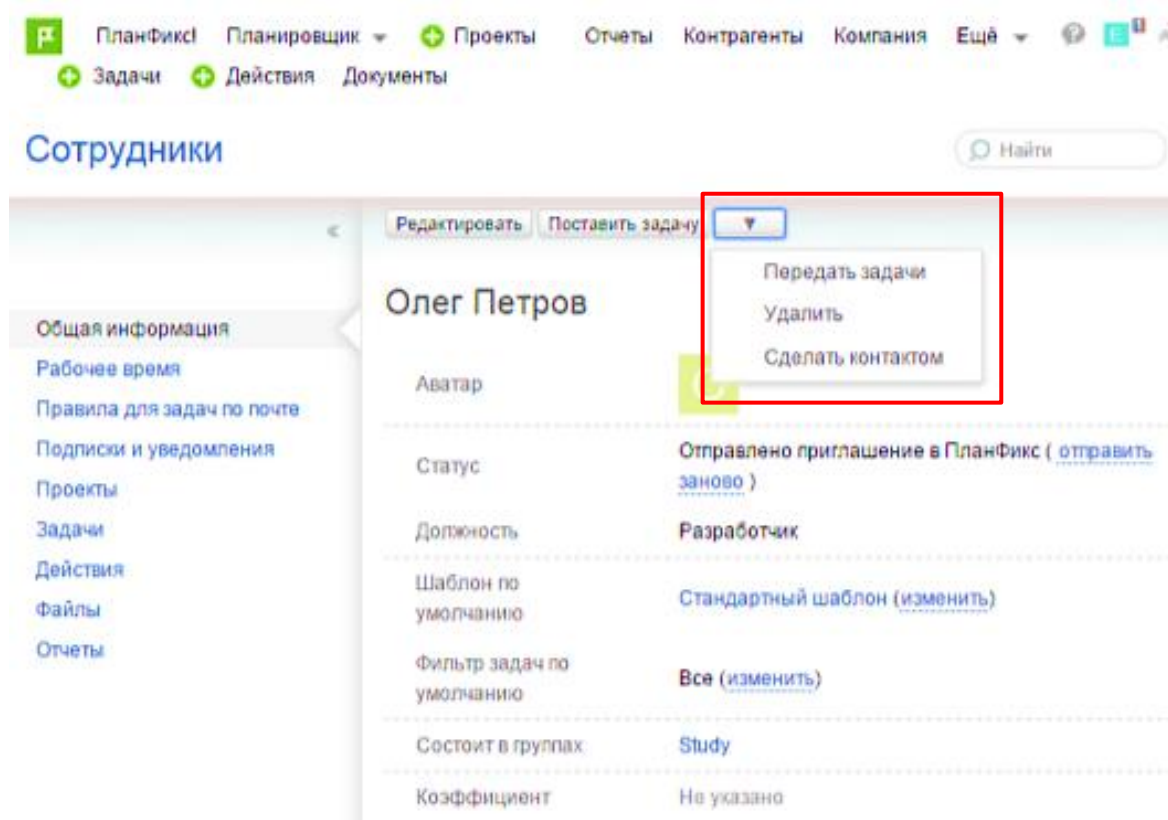 ПланФикс! Планировщик Проекты Отчеты Контрагенты Компания Ещё
Задачи Действия Документы
Сотрудники
Найти
« Редактировать Поставить задачу ▼
Передать задачи
Удалить
Сделать контактом
Олег Петров
Общая информация
Рабочее время
Правила для задач по почте
Подписки и уведомления
Проекты
Задачи
Действия
Файлы
Отчеты
Аватар
Статус
Отправлено приглашение в ПланФикс ( отправить
заново )
Должность
Разработчик
Шаблон по
умолчанию
Стандартный шаблон (изменить)
Фильтр задач по
умолчанию
Все (изменить)
Состоит в группах
Study
Коэффициент
Не указано